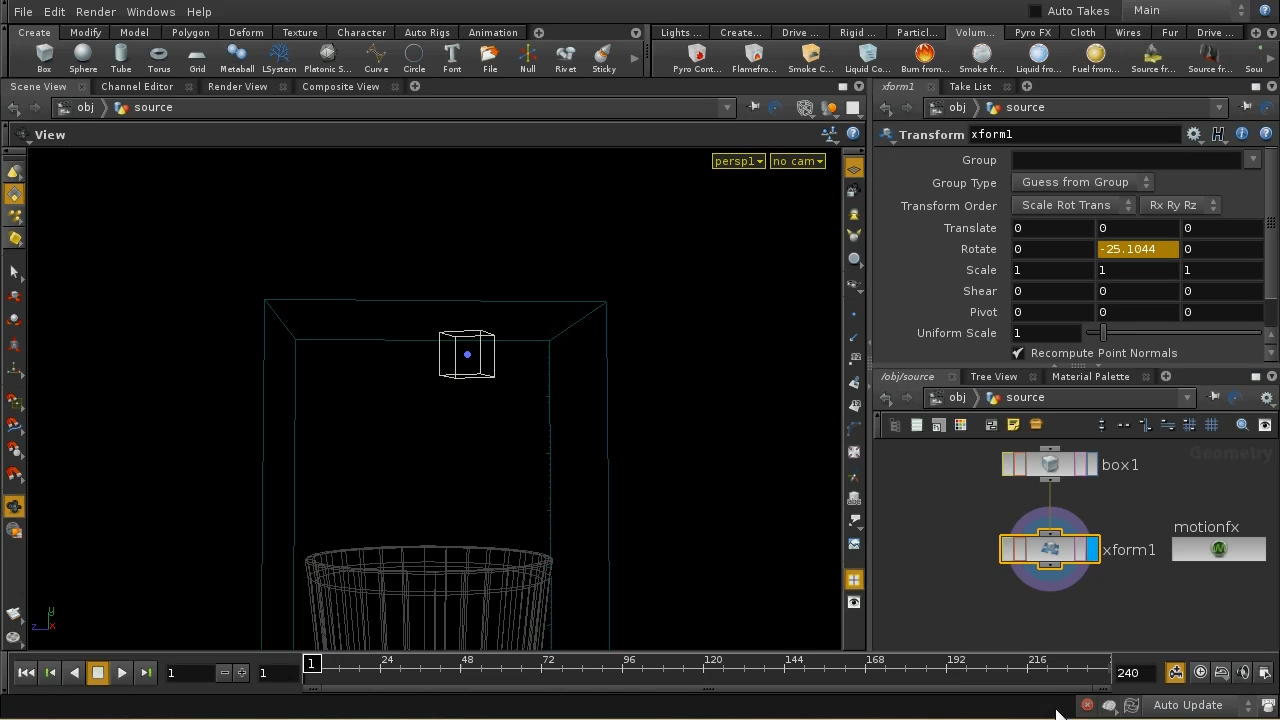 File Edit Render Windows Help
Auto Takes Main
Create Modify Model Polygon Deform Texture Character Auto Rigs Animation
Lights ... Create... Drive ... Rigid ... Particl... Volum... Pyro FX Cloth Wires Fur Drive ...
Box Sphere Tube Torus Grid Metaball LSystem Platonic S... Curve Circle Font File Null Rivet Sticky
Pyro Cont... Flamefro... Smoke C... Liquid Co... Burn from... Smoke fr... Liquid fro... Fuel from... Source fr... Source fr... Sour
Scene View Channel Editor Render View Composite View
xform1 Take List
obj source
obj source
View
Transform xform1
persp1 no cam
Group
Group Type Guess from Group
Transform Order Scale Rot Trans Rx Ry Rz
Translate 0 0 0
Rotate 0 -25.1044 0
Scale 1 1 1
Shear 0 0 0
Pivot 0 0 0
Uniform Scale 1
Recompute Point Normals
/obj/source Tree View Material Palette
obj source
Geometry
box1
motionfx
xform1
y
z x
1 1 1 24 48 72 96 120 144 168 192 216 240
Auto Update